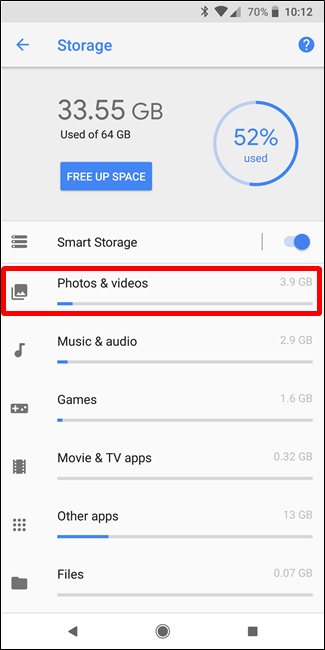 70% 10:12
Storage
33.55 GB
Used of 64 GB
52%
used
FREE UP SPACE
Smart Storage
Photos & videos 3.9 GB
Music & audio 2.9 GB
Games 1.6 GB
Movie & TV apps 0.32 GB
Other apps 13 GB
Files 0.07 GB